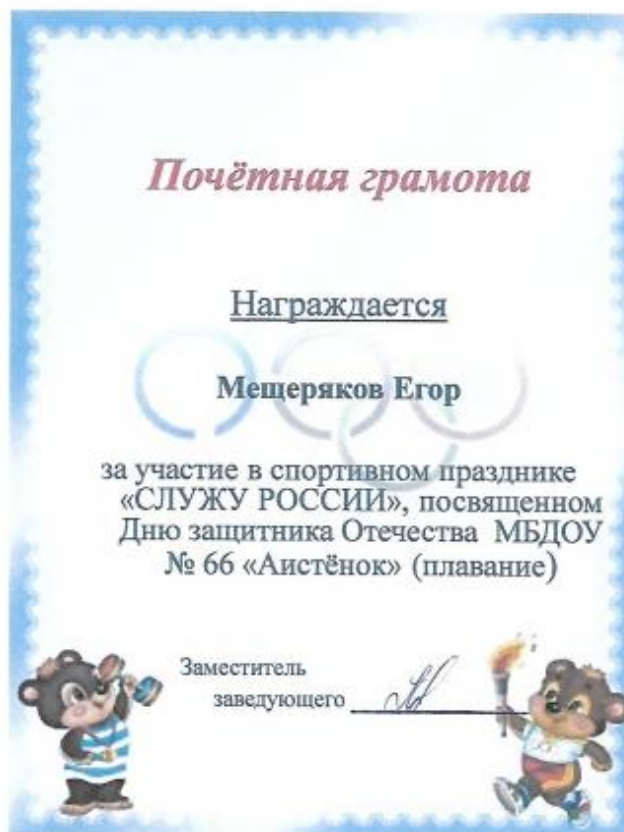 Почётная грамота
Награждается
Мещеряков Егор
за участие в спортивном празднике
«СЛУЖУ РОССИИ», посвященном
Дню защитника Отечества МБДОУ
№ 66 «Аистёнок» (плавание)
Заместитель
заведующего